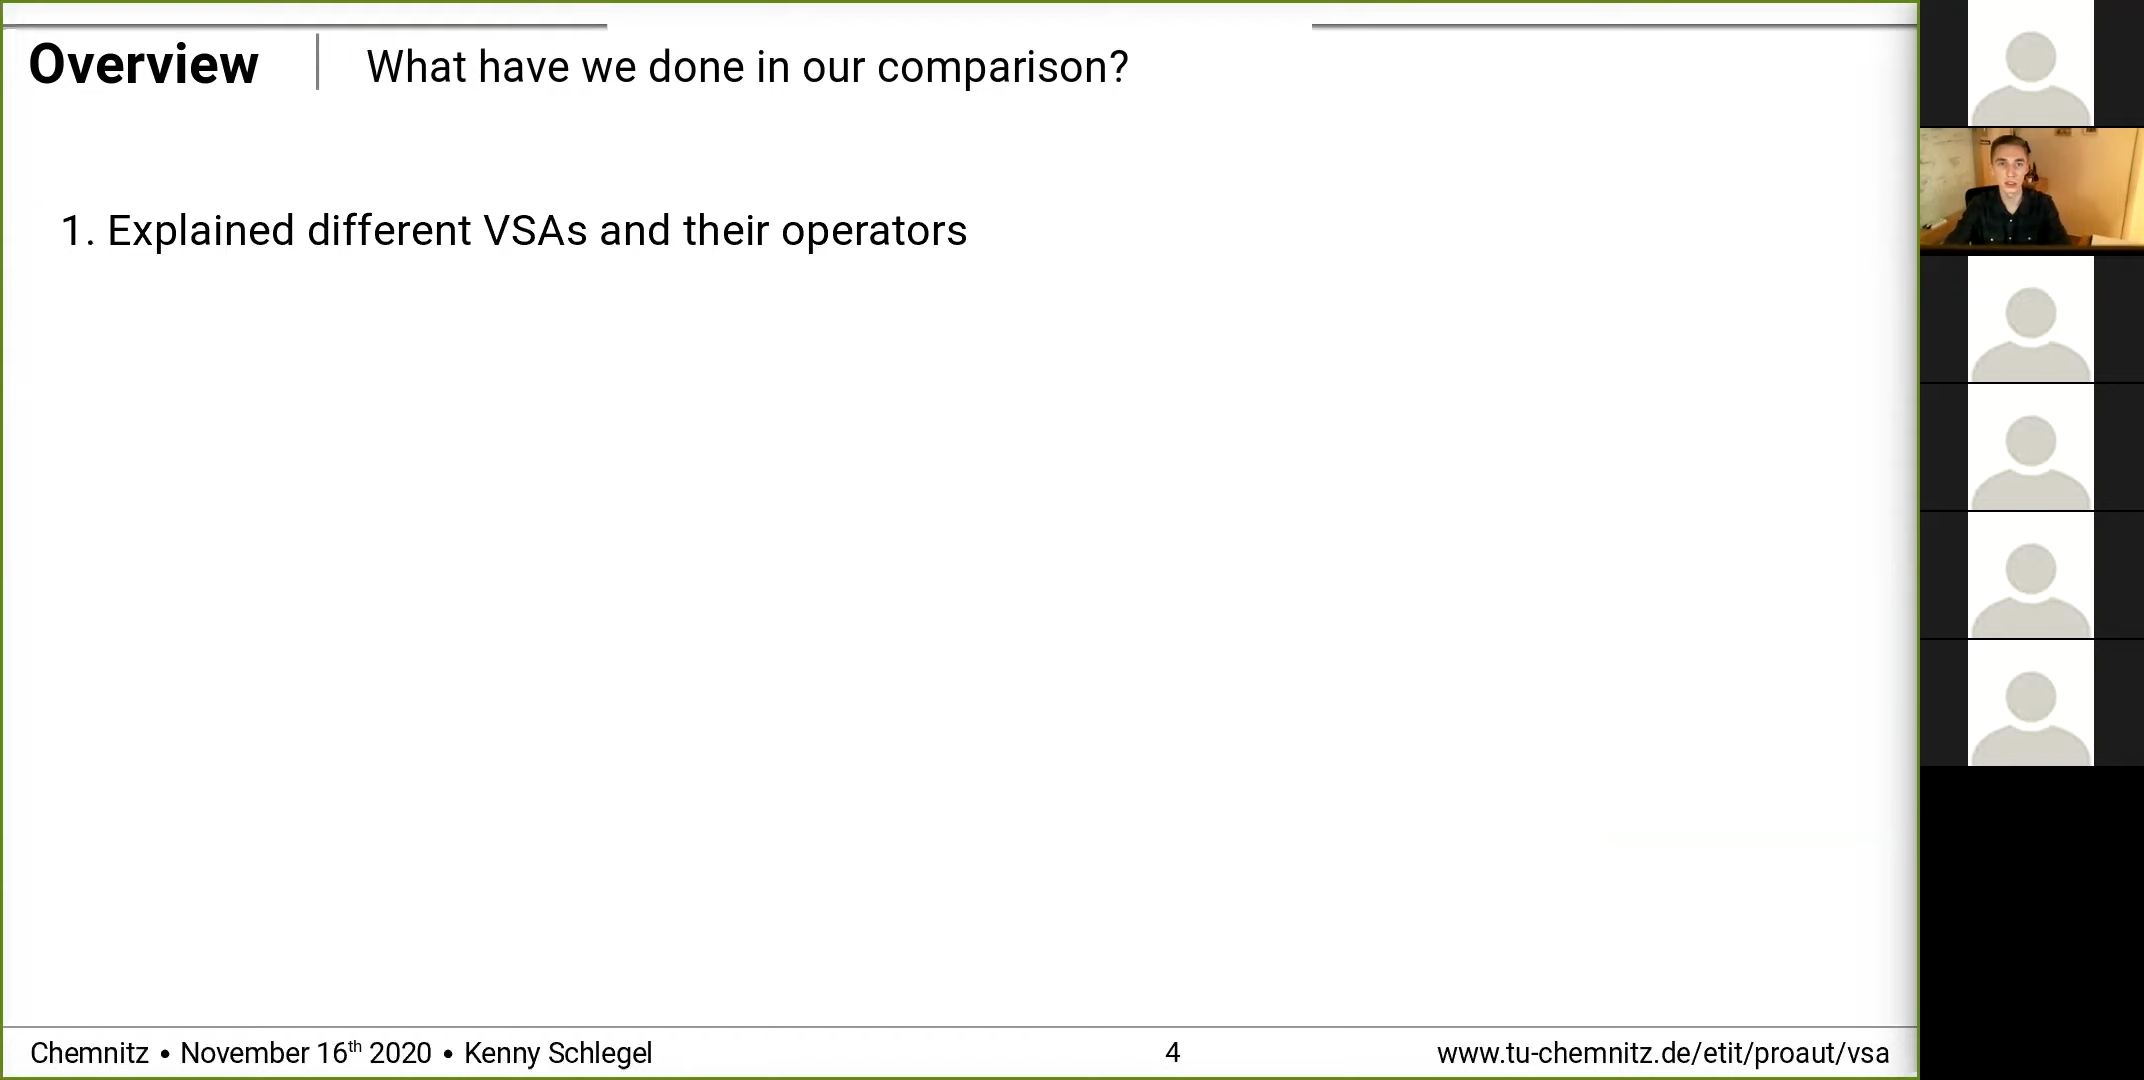 Overview
What have we done in our comparison?
1. Explained different VSAs and their operators
Chemnitz • November 16th 2020 • Kenny Schlegel
4
www.tu-chemnitz.de/etit/proaut/vsa